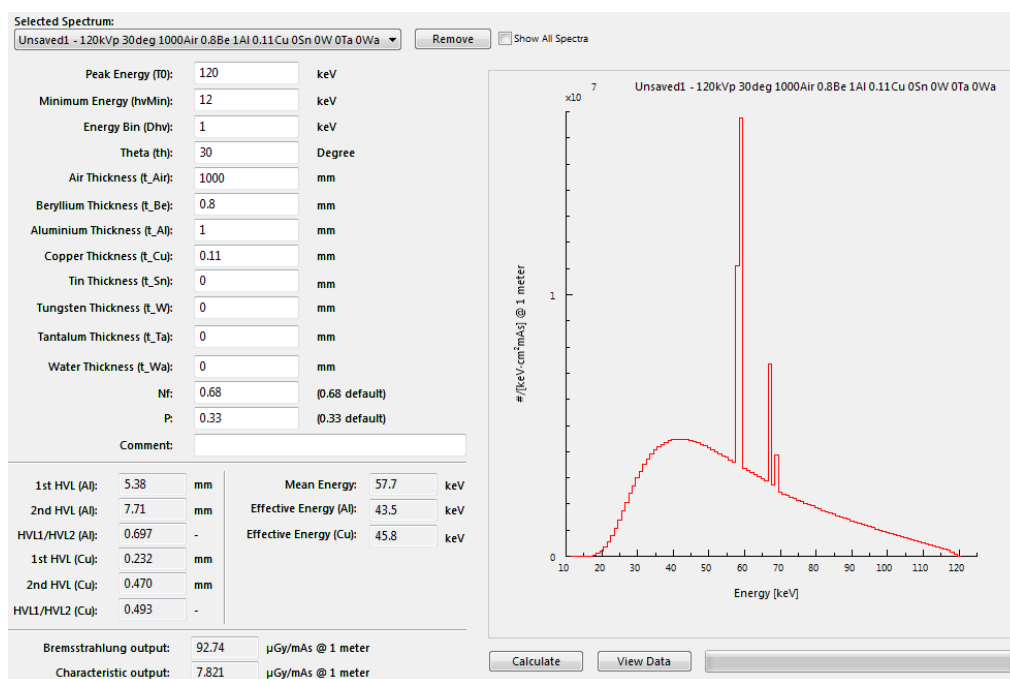 Selected Spectrum:
Unsaved1 - 120kVp 30deg 1000Air 0.8Be 1Al 0.11Cu 0Sn 0W 0Ta 0Wa
Remove
Show All Spectra
Peak Energy (T0): 120 keV
Minimum Energy (hvMin): 12 keV
Energy Bin (Dhv): 1 keV
Theta (th): 30 Degree
Air Thickness (t_Air): 1000 mm
Beryllium Thickness (t_Be): 0.8 mm
Aluminium Thickness (t_Al): 1 mm
Copper Thickness (t_Cu): 0.11 mm
Tin Thickness (t_Sn): 0 mm
Tungsten Thickness (t_W): 0 mm
Tantalum Thickness (t_Ta): 0 mm
Water Thickness (t_Wa): 0 mm
Nf: 0.68 (0.68 default)
P: 0.33 (0.33 default)
Comment:
1st HVL (Al): 5.38 mm
2nd HVL (Al): 7.71 mm
HVL1/HVL2 (Al): 0.697 -
1st HVL (Cu): 0.232 mm
2nd HVL (Cu): 0.470 mm
HVL1/HVL2 (Cu): 0.493 -
Mean Energy: 57.7 keV
Effective Energy (Al): 43.5 keV
Effective Energy (Cu): 45.8 keV
Bremsstrahlung output: 92.74 µGy/mAs @ 1 meter
Characteristic output: 7.821 µGy/mAs @ 1 meter
x10 7
Unsaved1 - 120kVp 30deg 1000Air 0.8Be 1Al 0.11Cu 0Sn 0W 0Ta 0Wa
#/[keV·cm²mAs] @ 1 meter
1
0
10 20 30 40 50 60 70 80 90 100 110 120
Energy [keV]
Calculate
View Data